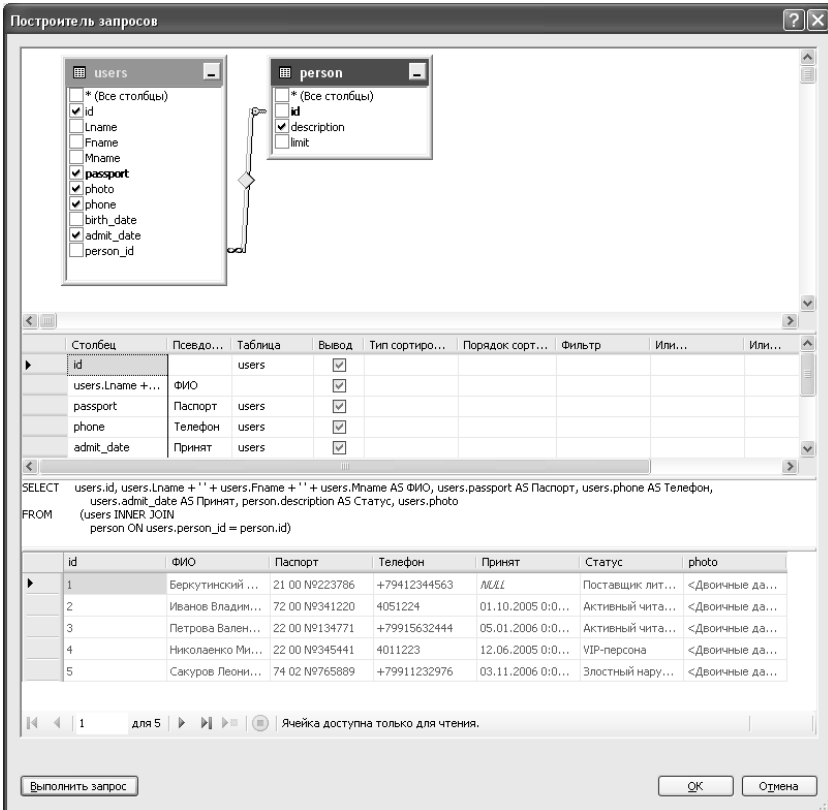 Построитель запросов
users
* (Все столбцы)
id
Lname
Fname
Mname
passport
photo
phone
birth_date
admit_date
person_id
person
* (Все столбцы)
id
description
limit
Столбец Псевдо... Таблица Вывод Тип сортиро... Порядок сорт... Фильтр Или... Или...
id users
users.Lname +... ФИО
passport Паспорт users
phone Телефон users
admit_date Принят users
SELECT users.id, users.Lname + ' ' + users.Fname + ' ' + users.Mname AS ФИО, users.passport AS Паспорт, users.phone AS Телефон,
users.admit_date AS Принят, person.description AS Статус, users.photo
FROM (users INNER JOIN
person ON users.person_id = person.id)
id ФИО Паспорт Телефон Принят Статус photo
1 Беркутинский ... 21 00 №223786 +79412344563 NULL Поставщик лит... <Двоичные да...
2 Иванов Владим... 72 00 №341220 4051224 01.10.2005 0:0... Активный чита... <Двоичные да...
3 Петрова Вален... 22 00 №134771 +79915632444 05.01.2006 0:0... Активный чита... <Двоичные да...
4 Николаенко Ми... 22 00 №345441 4011223 12.06.2005 0:0... VIP-персона <Двоичные да...
5 Сакуров Леони... 74 02 №765889 +79911232976 03.11.2006 0:0... Злостный нару... <Двоичные да...
1 для 5 Ячейка доступна только для чтения.
Выполнить запрос OK Отмена